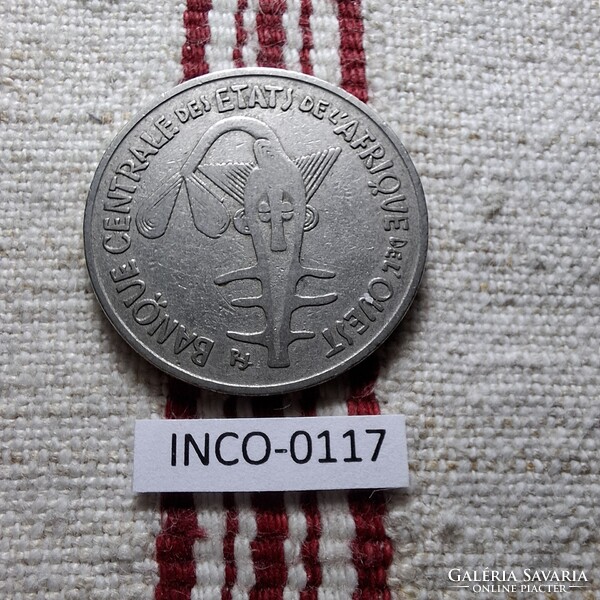 BANQUE CENTRALE DES ETATS DE L'AFRIQUE DE L'OUEST
INCO-0117
GALÉRIA SAVARIA
ONLINE PIACTÉR